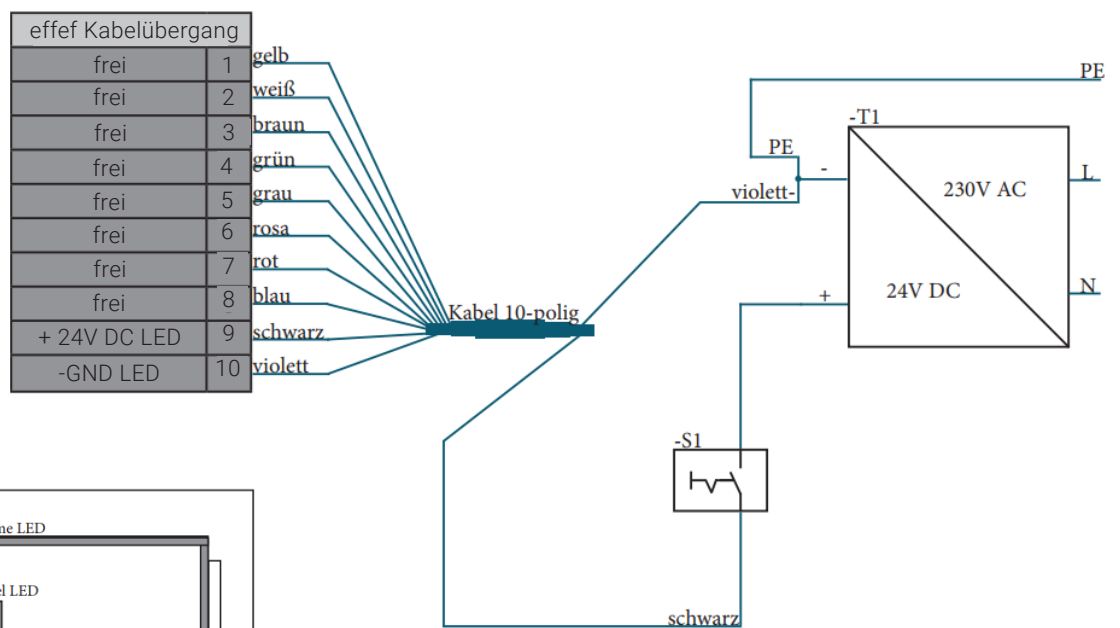 effef Kabelübergang
frei 1 gelb
frei 2 weiß
frei 3 braun
frei 4 grün
frei 5 grau
frei 6 rosa
frei 7 rot
frei 8 blau
+ 24V DC LED 9 schwarz
-GND LED 10 violett
Kabel 10-polig
PE
PE
violett-
-
+
-T1
230V AC
24V DC
L
N
-S1
schwarz
LED
LED